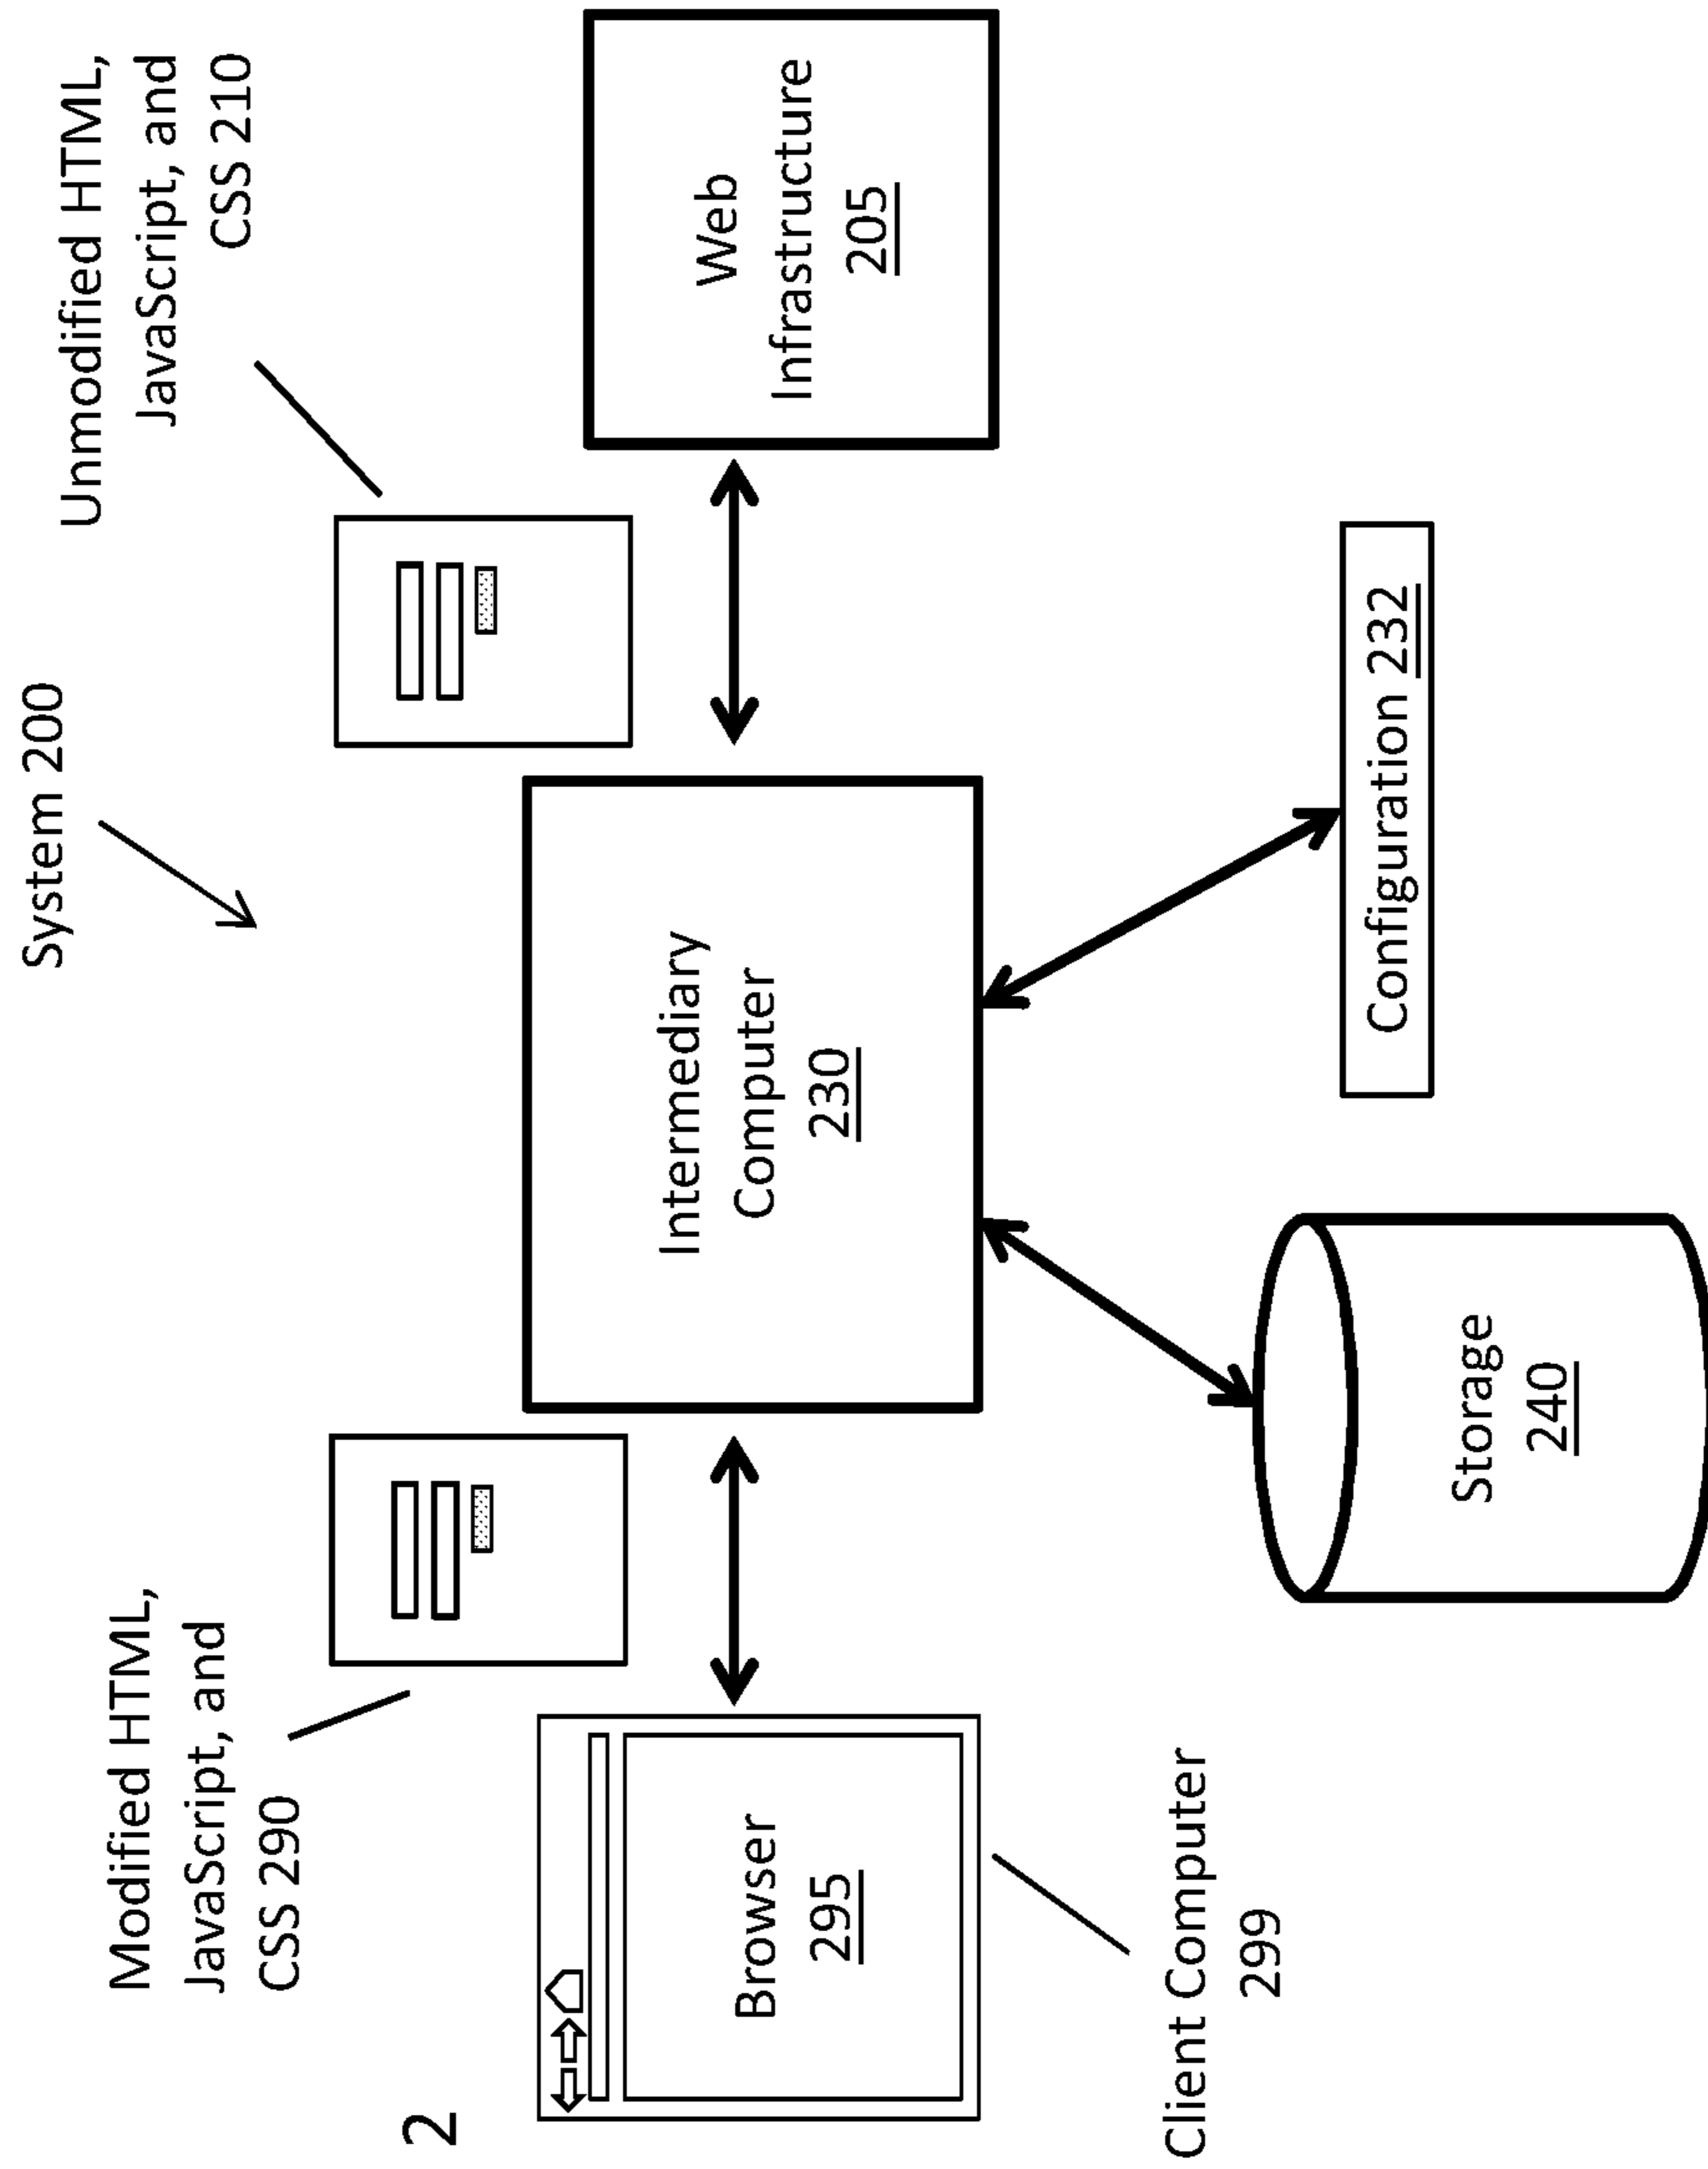 System 200
Modified HTML,
JavaScript, and
CSS 290
Unmodified HTML,
JavaScript, and
CSS 210
2
Browser
295
Intermediary
Computer
230
Web
Infrastructure
205
Client Computer
299
Storage
240
Configuration 232